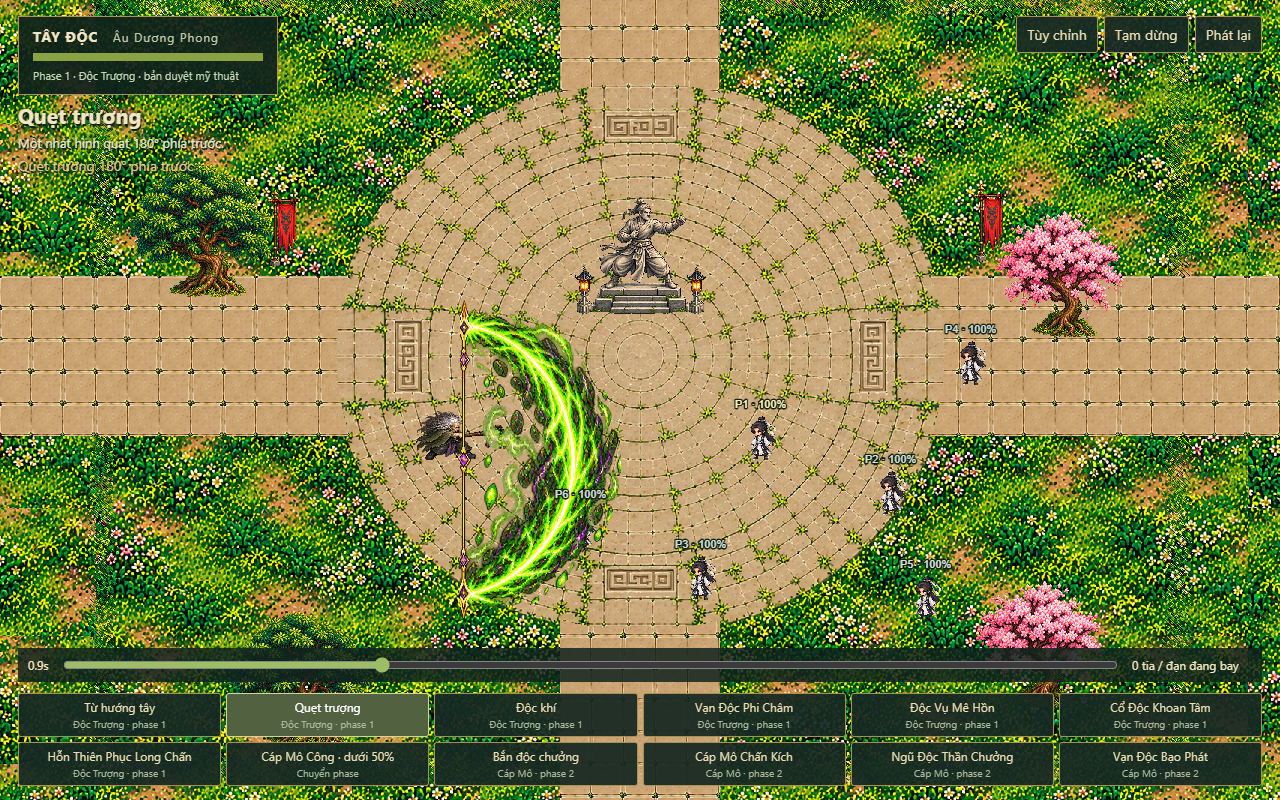 TÂY ĐỘC Âu Dương Phong
Phase 1 · Độc Trượng · bản duyệt mỹ thuật
Tùy chỉnh
Tạm dừng
Phát lại
Quẹt trượng
Một nhát hình quạt 180° phía trước.
Quẹt trượng 180° phía trước.
P4 · 100%
P1 · 100%
P2 · 100%
P6 · 100%
P3 · 100%
P5 · 100%
0.9s
0 tia / đạn đang bay
Từ hướng tây
Độc Trượng · phase 1
Quẹt trượng
Độc Trượng · phase 1
Độc khí
Độc Trượng · phase 1
Vạn Độc Phi Châm
Độc Trượng · phase 1
Độc Vụ Mê Hồn
Độc Trượng · phase 1
Cổ Độc Khoan Tâm
Độc Trượng · phase 1
Hỗn Thiên Phục Long Chấn
Độc Trượng · phase 1
Cáp Mô Công · dưới 50%
Chuyển phase
Bắn độc chưởng
Cáp Mô · phase 2
Cáp Mô Chấn Kích
Cáp Mô · phase 2
Ngũ Độc Thần Chưởng
Cáp Mô · phase 2
Vạn Độc Bạo Phát
Cáp Mô · phase 2